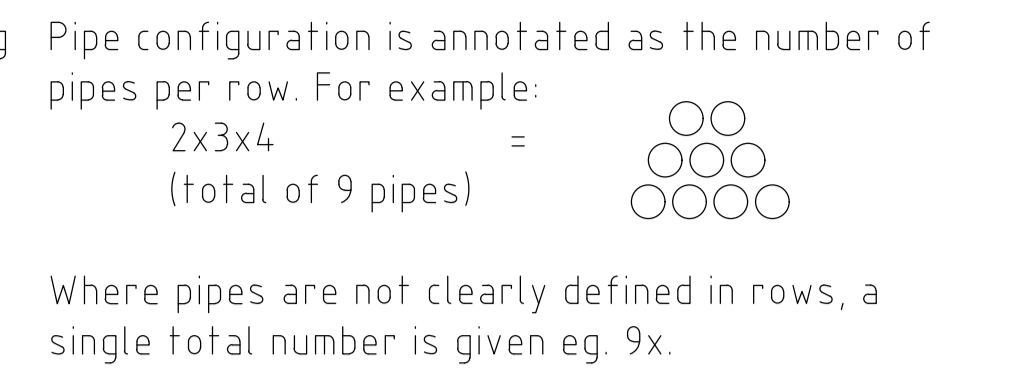 Pipe configuration is annotated as the number of
pipes per row. For example:
2x3x4 =
(total of 9 pipes)
Where pipes are not clearly defined in rows, a
single total number is given eg. 9x.